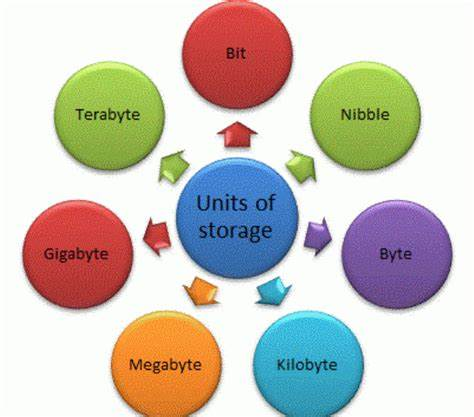 Bit
Nibble
Byte
Kilobyte
Megabyte
Gigabyte
Terabyte
Units of
storage